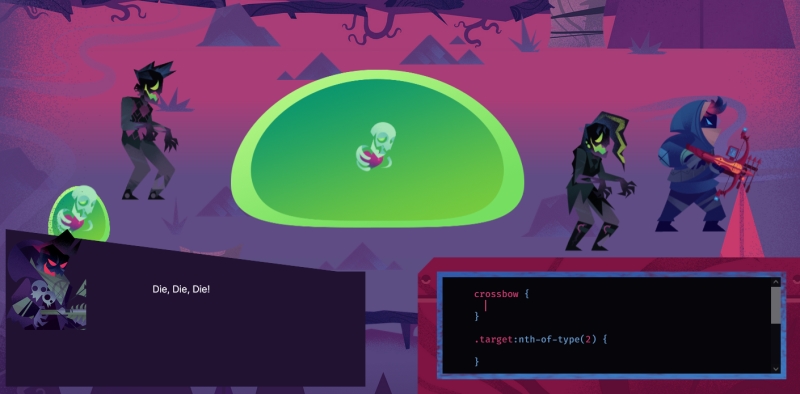 Die, Die, Die!
crossbow {
}
.target:nth-of-type(2) {
}